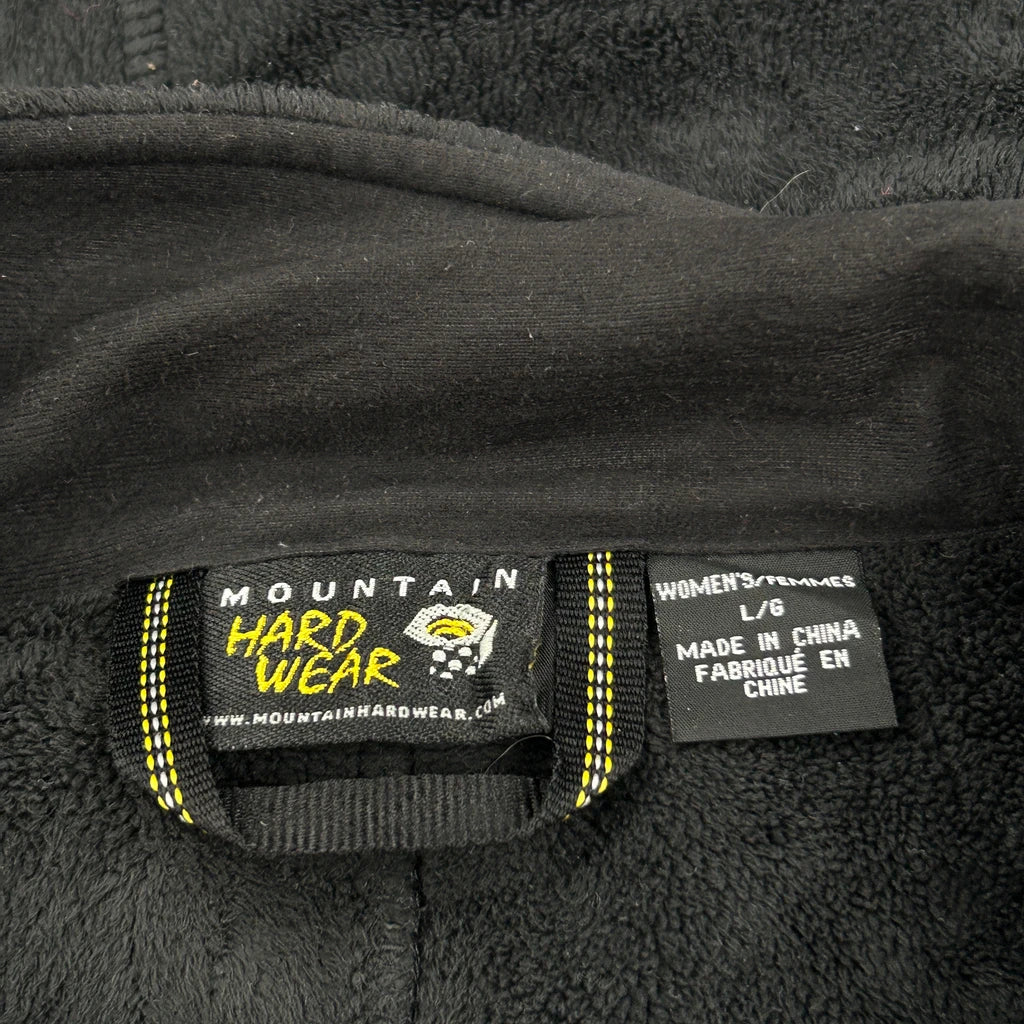 MOUNTAIN
HARD
WEAR
WWW.MOUNTAINHARDWEAR.COM
WOMEN'S/FEMMES
L/G
MADE IN CHINA
FABRIQUÉ EN
CHINE